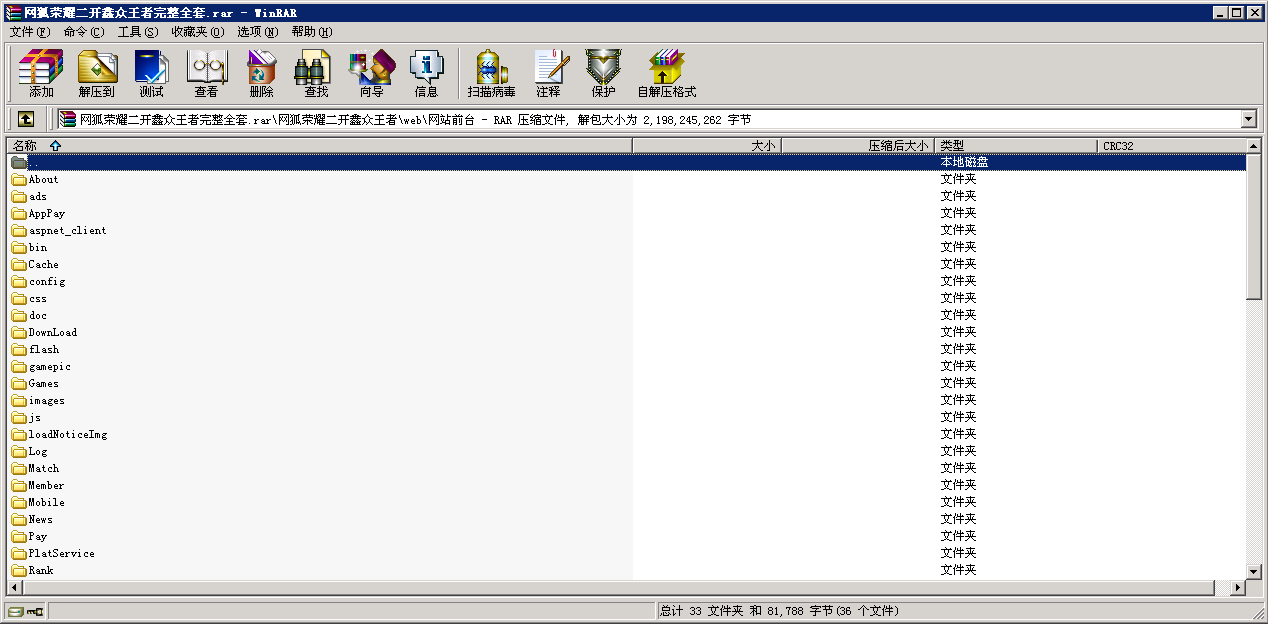 网狐荣耀二开鑫众王者完整全套.rar - WinRAR
文件(F) 命令(C) 工具(S) 收藏夹(O) 选项(N) 帮助(H)
添加 解压到 测试 查看 删除 查找 向导 信息 扫描病毒 注释 保护 自解压格式
网狐荣耀二开鑫众王者完整全套.rar\网狐荣耀二开鑫众王者\web\网站前台 - RAR 压缩文件, 解包大小为 2,198,245,262 字节
名称 大小 压缩后大小 类型 CRC32
.. 本地磁盘
About 文件夹
ads 文件夹
AppPay 文件夹
aspnet_client 文件夹
bin 文件夹
Cache 文件夹
config 文件夹
css 文件夹
doc 文件夹
DownLoad 文件夹
flash 文件夹
gamepic 文件夹
Games 文件夹
images 文件夹
js 文件夹
loadNoticeImg 文件夹
Log 文件夹
Match 文件夹
Member 文件夹
Mobile 文件夹
News 文件夹
Pay 文件夹
PlatService 文件夹
Rank 文件夹
总计 33 文件夹 和 81,788 字节(36 个文件)